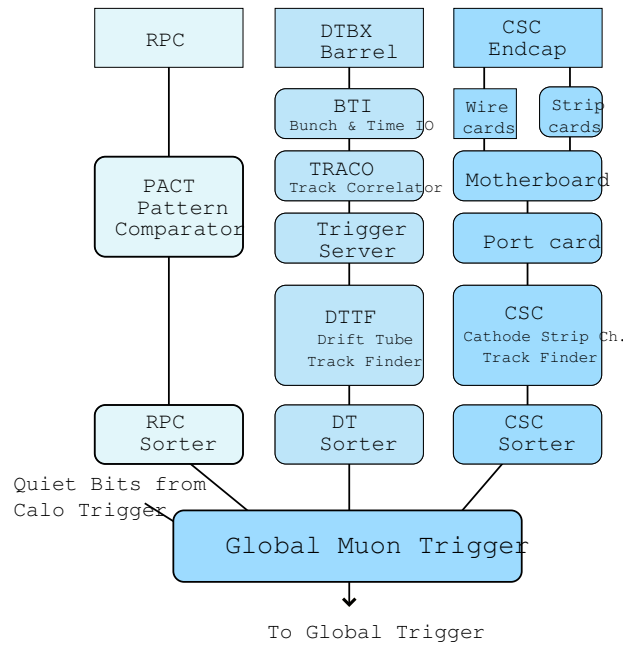 RPC
DTBX
Barrel
CSC
Endcap
BTI
Bunch & Time IO
Wire
cards
Strip
cards
PACT
Pattern
Comparator
TRACO
Track Correlator
Motherboard
Trigger
Server
Port card
DTTF
Drift Tube
Track Finder
CSC
Cathode Strip Ch.
Track Finder
RPC
Sorter
DT
Sorter
CSC
Sorter
Quiet Bits from
Calo Trigger
Global Muon Trigger
To Global Trigger